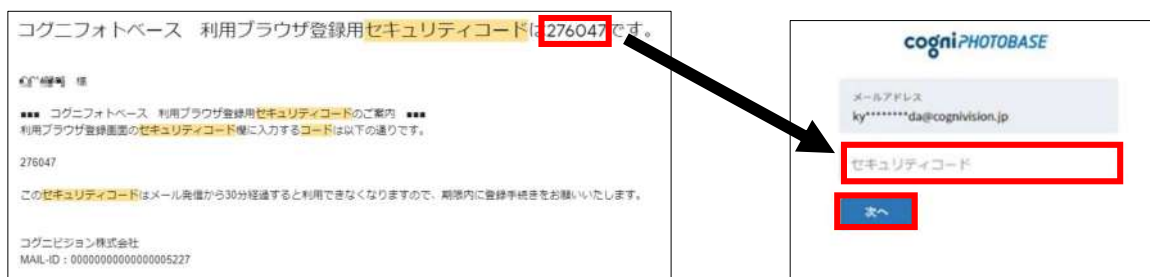 コグニフォトベース　利用ブラウザ登録用セキュリティコードは276047です。
様
■■■　コグニフォトベース　利用ブラウザ登録用セキュリティコードのご案内　■■■
利用ブラウザ登録画面のセキュリティコード欄に入力するコードは以下の通りです。
276047
このセキュリティコードはメール発信から30分経過すると利用できなくなりますので、期限内に登録手続きをお願いいたします。
コグニビジョン株式会社
MAIL-ID：00000000000000005227
cogni PHOTOBASE
メールアドレス
ky********da@cognivision.jp
セキュリティコード
次へ